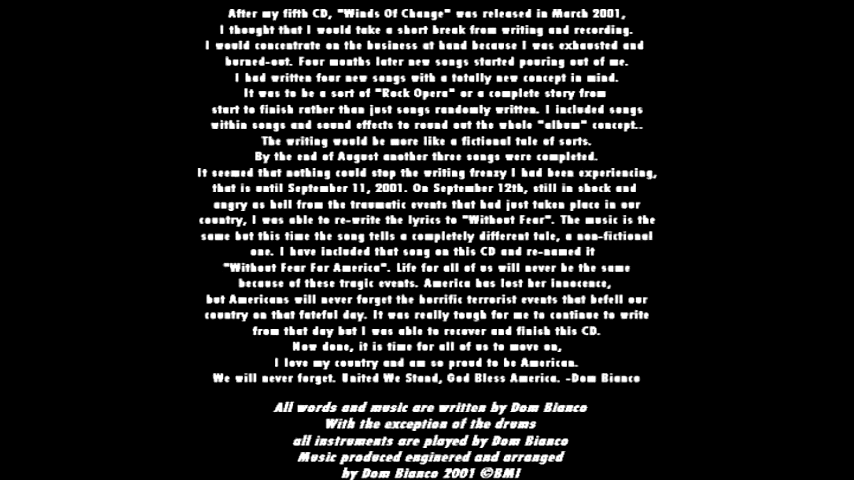 After my fifth CD, "Winds Of Change" was released in March 2001,
I thought that I would take a short break from writing and recording.
I would concentrate on the business at hand because I was exhausted and
burned-out. Four months later new songs started pouring out of me.
I had written four new songs with a totally new concept in mind.
It was to be a sort of "Rock Opera" or a complete story from
start to finish rather than just songs randomly written. I included songs
within songs and sound effects to round out the whole "album" concept..
The writing would be more like a fictional tale of sorts.
By the end of August another three songs were completed.
It seemed that nothing could stop the writing frenzy I had been experiencing,
that is until September 11, 2001. On September 12th, still in shock and
angry as hell from the traumatic events that had just taken place in our
country, I was able to re-write the lyrics to "Without Fear". The music is the
same but this time the song tells a completely different tale, a non-fictional
one. I have included that song on this CD and re-named it
"Without Fear For America". Life for all of us will never be the same
because of these tragic events. America has lost her innocence,
but Americans will never forget the horrific terrorist events that befell our
country on that fateful day. It was really tough for me to continue to write
from that day but I was able to recover and finish this CD.
Now done, it is time for all of us to move on,
I love my country and am so proud to be American.
We will never forget. United We Stand, God Bless America. -Dom Bianco
All words and music are written by Dom Bianco
With the exception of the drums
all instruments are played by Dom Bianco
Music produced enginered and arranged
by Dom Bianco 2001 ©BMI